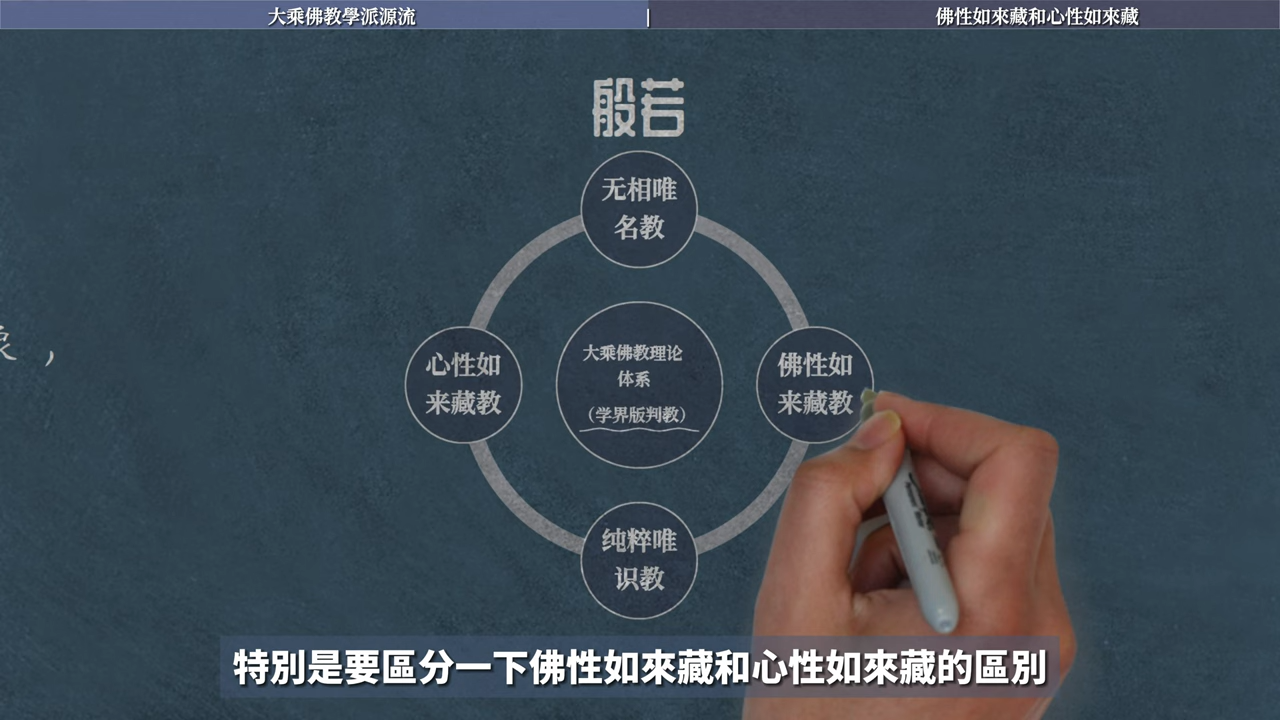 大乘佛教學派源流
佛性如來藏和心性如來藏
般若
无相唯
名教
心性如
来藏教
大乘佛教理论
体系
（学界版判教）
佛性如
来藏教
纯粹唯
识教
特別是要區分一下佛性如來藏和心性如來藏的區別